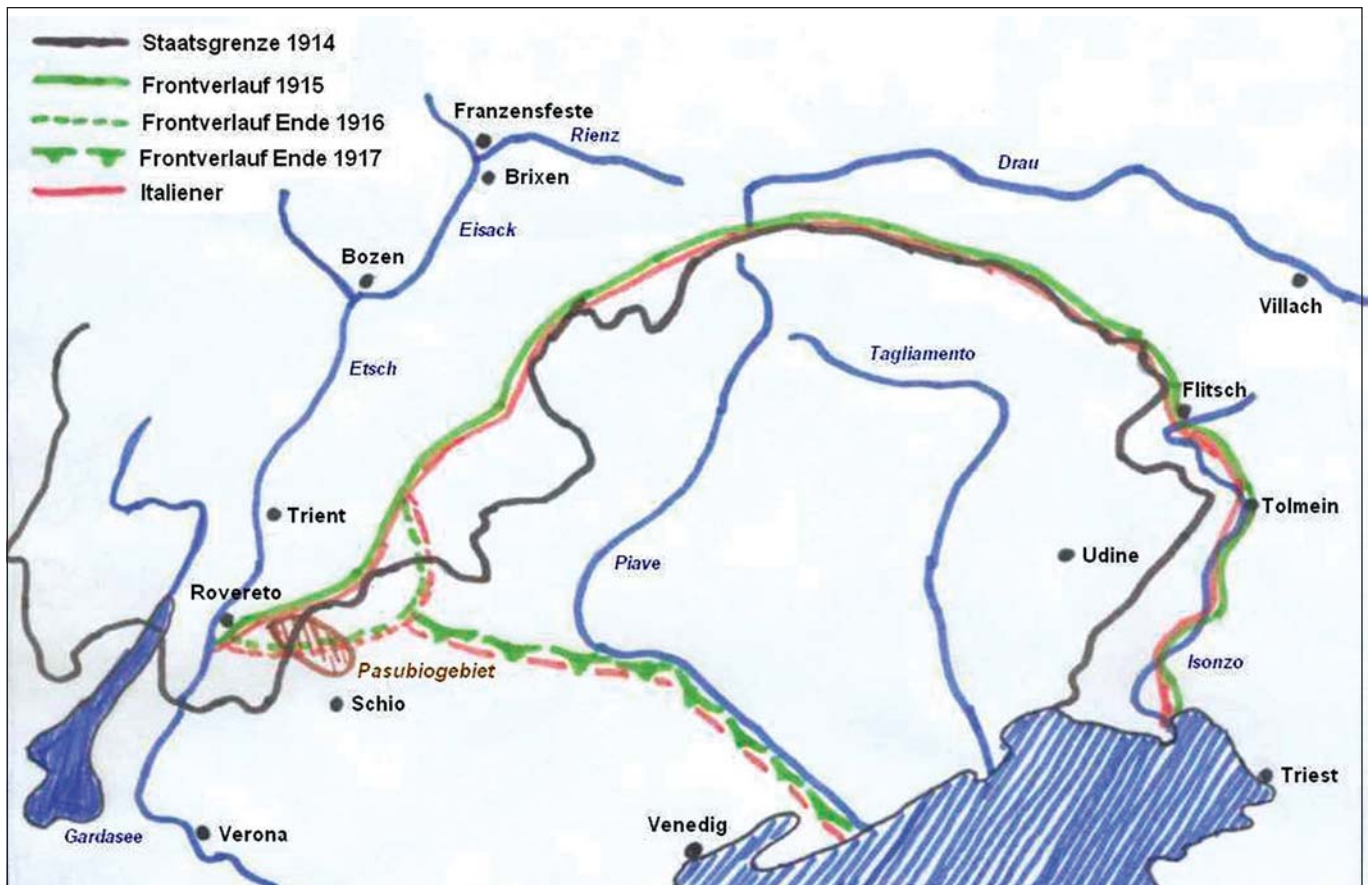 Staatsgrenze 1914
Frontverlauf 1915
Frontverlauf Ende 1916
Frontverlauf Ende 1917
Italiener
Franzensfeste
Rienz
Brixen
Drau
Eisack
Bozen
Villach
Etsch
Tagliamento
Flitsch
Trient
Tolmein
Piave
Udine
Rovereto
Pasubiogebiet
Isonzo
Schio
Triest
Gardasee
Verona
Venedig